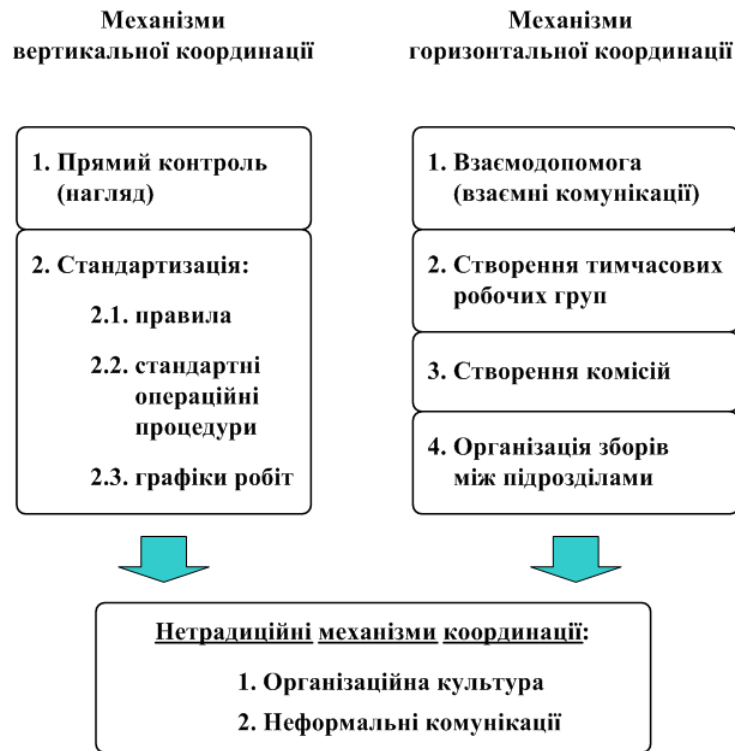 Механізми
вертикальної координації
Механізми
горизонтальної координації
1. Прямий контроль
(нагляд)
2. Стандартизація:
2.1. правила
2.2. стандартні
операційні
процедури
2.3. графіки робіт
1. Взаємодопомога
(взаємні комунікації)
2. Створення тимчасових
робочих груп
3. Створення комісій
4. Організація зборів
між підрозділами
Нетрадиційні механізми координації:
1. Організаційна культура
2. Неформальні комунікації